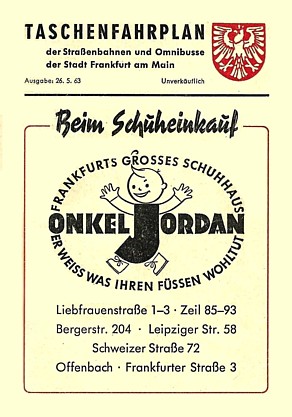 TASCHENFAHRPLAN
der Straßenbahnen und Omnibusse
der Stadt Frankfurt am Main
Ausgabe: 26. 5. 63 Unverkäuflich
Beim Schuheinkauf
FRANKFURTS GROSSES SCHUHHAUS
ONKEL JORDAN
ER WEISS WAS IHREN FÜSSEN WOHLTUT
Liebfrauenstraße 1–3 · Zeil 85–93
Bergerstr. 204 · Leipziger Str. 58
Schweizer Straße 72
Offenbach · Frankfurter Straße 3